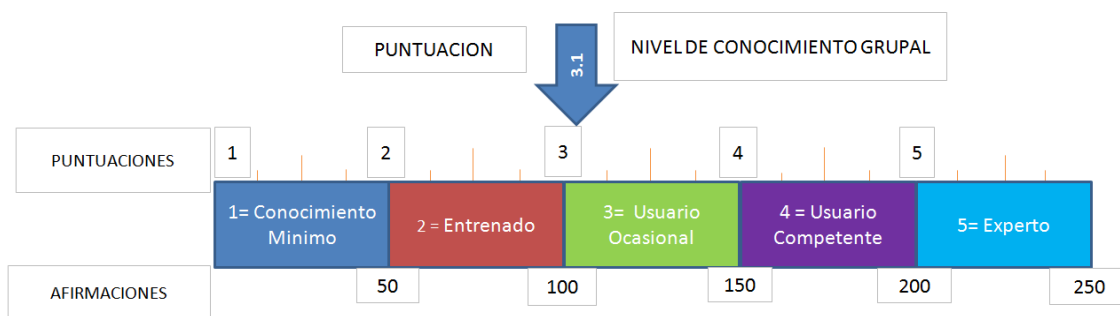 PUNTUACION
3.1
NIVEL DE CONOCIMIENTO GRUPAL
PUNTUACIONES
1
2
3
4
5
1= Conocimiento
Minimo
2 = Entrenado
3= Usuario
Ocasional
4 = Usuario
Competente
5= Experto
AFIRMACIONES
50
100
150
200
250